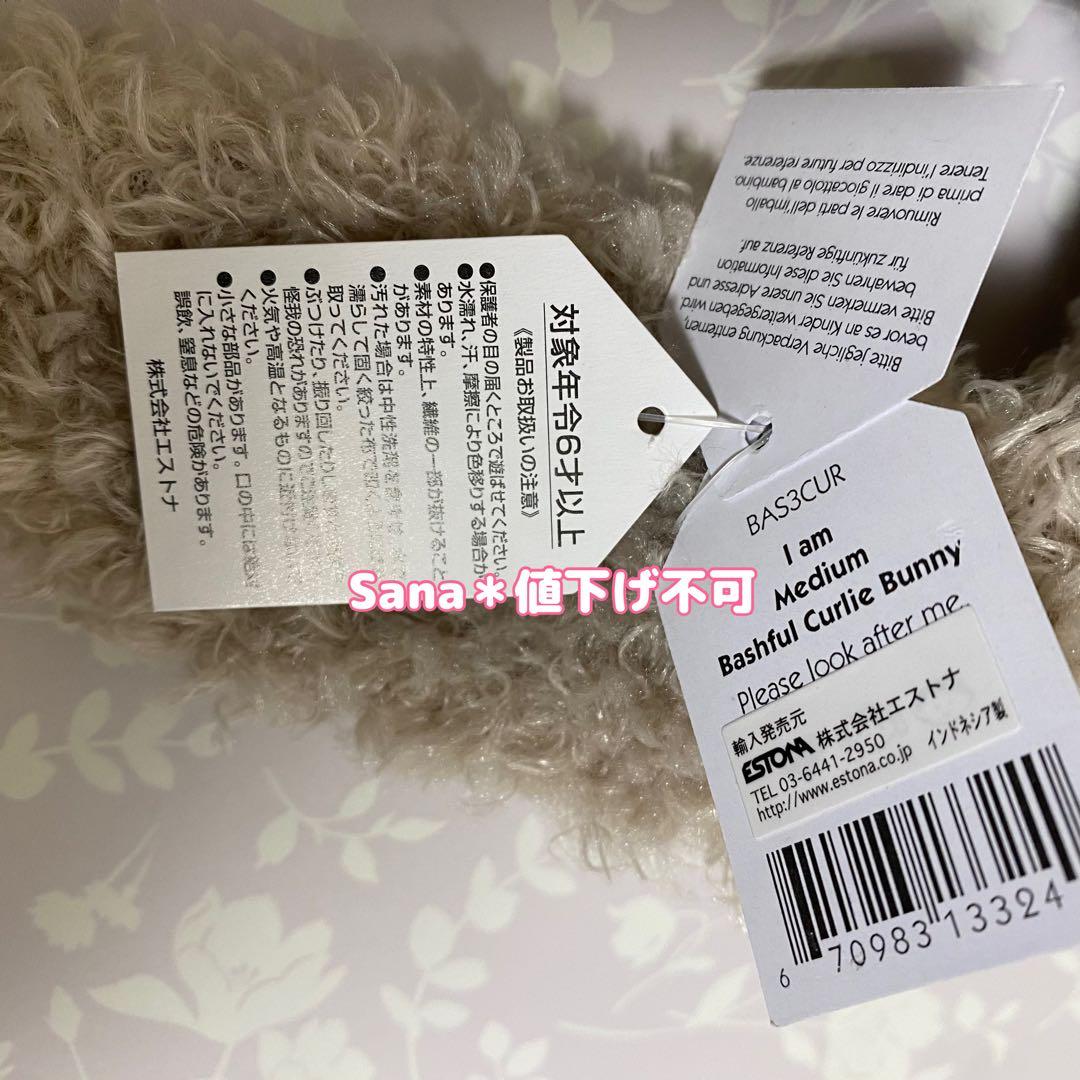 対象年令6才以上
《製品お取扱いの注意》
●保護者の目の届くところで遊ばせてください。
●水濡れ、汗、摩擦により色移りする場合が
あります。
●素材の特性上、繊維の一部が抜けること
があります。
●汚れた場合は中性洗剤を
濡らして固く絞った布で
取ってください。
●ぶつけたり、振り回したりし
怪我の恐れがありますので
●火気や高温となるものに
ください。
●小さな部品があります。口の中には絶対
に入れないでください。
誤飲、窒息などの危険があります。
株式会社エストナ
Bitte jegliche Verpackung entfernen,
bevor es an Kinder weitergegeben wird.
Bitte vermerken Sie unsere Adresse und
bewahren Sie diese Information
für zukünftige Referenz auf.
Rimuovere le parti dell'imballo
prima di dare il giocattolo al bambino.
Tenere l'indirizzo per future referenze.
BAS3CUR
I am
Medium
Bashful Curlie Bunny
Please look after me.
輸入発売元
ESTONA 株式会社エストナ
TEL 03-6441-2950
http://www.estona.co.jp インドネシア製
6 70983 13324
Sana＊値下げ不可